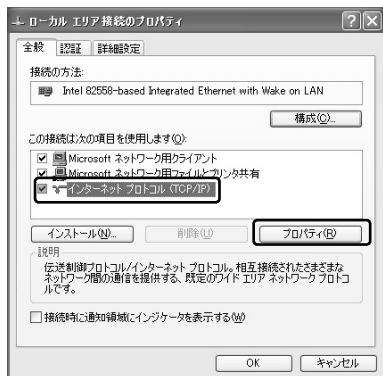 ローカル エリア接続のプロパティ
全般 認証 詳細設定
接続の方法:
Intel 82558-based Integrated Ethernet with Wake on LAN
構成(C)...
この接続は次の項目を使用します(O):
Microsoft ネットワーク用クライアント
Microsoft ネットワーク用ファイルとプリンタ共有
インターネット プロトコル (TCP/IP)
インストール(N)... 削除(U) プロパティ(R)
説明
伝送制御プロトコル/インターネット プロトコル。相互接続されたさまざまな
ネットワーク間の通信を提供する、既定のワイド エリア ネットワーク プロトコ
ルです。
接続時に通知領域にインジケータを表示する(W)
OK キャンセル